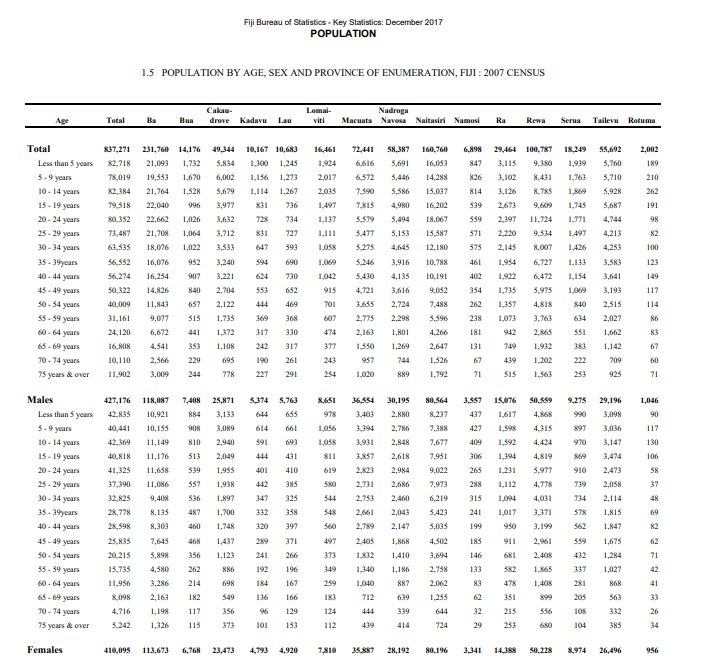 Fiji Bureau of Statistics - Key Statistics: December 2017
POPULATION
1.5 POPULATION BY AGE, SEX AND PROVINCE OF ENUMERATION, FIJI : 2007 CENSUS
Cakau- Lomai- Nadroga
Age Total Ba Bua drove Kadavu Lau viti Macuata Navosa Naitasiri Namosi Ra Rewa Serua Tailevu Rotuma
Total 837,271 231,760 14,176 49,344 10,167 10,683 16,461 72,441 58,387 160,760 6,898 29,464 100,787 18,249 55,692 2,002
Less than 5 years 82,718 21,093 1,732 5,834 1,300 1,245 1,924 6,616 5,691 16,053 847 3,115 9,380 1,939 5,760 189
5 - 9 years 78,019 19,553 1,670 6,002 1,156 1,273 2,017 6,572 5,446 14,288 826 3,102 8,431 1,763 5,710 210
10 - 14 years 82,384 21,764 1,528 5,679 1,114 1,267 2,035 7,590 5,586 15,037 814 3,126 8,785 1,869 5,928 262
15 - 19 years 79,518 22,040 996 3,977 831 736 1,497 7,815 4,980 16,202 539 2,673 9,609 1,745 5,687 191
20 - 24 years 80,352 22,662 1,026 3,632 728 734 1,137 5,579 5,494 18,067 559 2,397 11,724 1,771 4,744 98
25 - 29 years 73,487 21,708 1,064 3,712 831 727 1,111 5,477 5,153 15,587 571 2,220 9,534 1,497 4,213 82
30 - 34 years 63,535 18,076 1,022 3,533 647 593 1,058 5,275 4,645 12,180 575 2,145 8,007 1,426 4,253 100
35 - 39years 56,552 16,076 952 3,240 594 690 1,069 5,246 3,916 10,788 461 1,954 6,727 1,133 3,583 123
40 - 44 years 56,274 16,254 907 3,221 624 730 1,042 5,430 4,135 10,191 402 1,922 6,472 1,154 3,641 149
45 - 49 years 50,322 14,826 840 2,704 553 652 915 4,721 3,616 9,052 354 1,735 5,975 1,069 3,193 117
50 - 54 years 40,009 11,843 657 2,122 444 469 701 3,655 2,724 7,488 262 1,357 4,818 840 2,515 114
55 - 59 years 31,161 9,077 515 1,735 369 368 607 2,775 2,298 5,596 238 1,073 3,763 634 2,027 86
60 - 64 years 24,120 6,672 441 1,372 317 330 474 2,163 1,801 4,266 181 942 2,865 551 1,662 83
65 - 69 years 16,808 4,541 353 1,108 242 317 377 1,550 1,269 2,647 131 749 1,932 383 1,142 67
70 - 74 years 10,110 2,566 229 695 190 261 243 957 744 1,526 67 439 1,202 222 709 60
75 years & over 11,902 3,009 244 778 227 291 254 1,020 889 1,792 71 515 1,563 253 925 71
Males 427,176 118,087 7,408 25,871 5,374 5,763 8,651 36,554 30,195 80,564 3,557 15,076 50,559 9,275 29,196 1,046
Less than 5 years 42,835 10,921 884 3,133 644 655 978 3,403 2,880 8,237 437 1,617 4,868 990 3,098 90
5 - 9 years 40,441 10,155 908 3,089 614 661 1,056 3,394 2,786 7,388 427 1,598 4,315 897 3,036 117
10 - 14 years 42,369 11,149 810 2,940 591 693 1,058 3,931 2,848 7,677 409 1,592 4,424 970 3,147 130
15 - 19 years 40,818 11,176 513 2,049 444 431 811 3,857 2,618 7,951 306 1,394 4,819 869 3,474 106
20 - 24 years 41,325 11,658 539 1,955 401 410 619 2,823 2,984 9,022 265 1,231 5,977 910 2,473 58
25 - 29 years 37,390 11,086 557 1,938 442 385 580 2,731 2,686 7,973 288 1,112 4,778 739 2,058 37
30 - 34 years 32,825 9,408 536 1,897 347 325 544 2,753 2,460 6,219 315 1,094 4,031 734 2,114 48
35 - 39years 28,778 8,135 487 1,700 332 358 548 2,661 2,043 5,423 241 1,017 3,371 578 1,815 69
40 - 44 years 28,598 8,303 460 1,748 320 397 560 2,789 2,147 5,035 199 950 3,199 562 1,847 82
45 - 49 years 25,835 7,645 468 1,437 289 371 497 2,405 1,868 4,502 185 911 2,961 559 1,675 62
50 - 54 years 20,215 5,898 356 1,123 241 266 373 1,832 1,410 3,694 146 681 2,408 432 1,284 71
55 - 59 years 15,735 4,580 262 886 192 196 349 1,340 1,186 2,758 133 582 1,865 337 1,027 42
60 - 64 years 11,956 3,286 214 698 184 167 259 1,040 887 2,062 83 478 1,408 281 868 41
65 - 69 years 8,098 2,163 182 549 136 166 183 712 639 1,255 62 351 899 205 563 33
70 - 74 years 4,716 1,198 117 356 96 129 124 444 339 644 32 215 556 108 332 26
75 years & over 5,242 1,326 115 373 101 153 112 439 414 724 29 253 680 104 385 34
Females 410,095 113,673 6,768 23,473 4,793 4,920 7,810 35,887 28,192 80,196 3,341 14,388 50,228 8,974 26,496 956